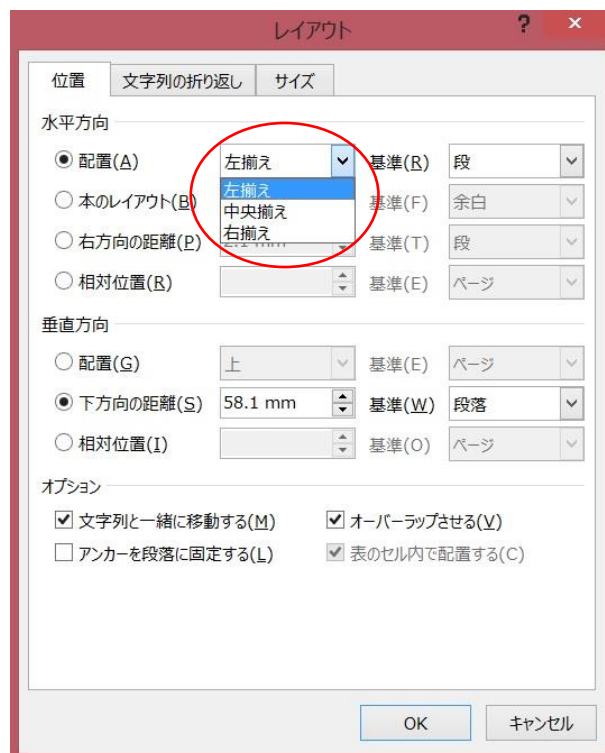 レイアウト ? ×
位置 文字列の折り返し サイズ
水平方向
配置(A) 左揃え 基準(R) 段
左揃え
本のレイアウト(B) 中央揃え 基準(F) 余白
右方向の距離(P) 右揃え 基準(T) 段
相対位置(R) 基準(E) ページ
垂直方向
配置(G) 上 基準(E) ページ
下方向の距離(S) 58.1 mm 基準(W) 段落
相対位置(I) 基準(O) ページ
オプション
文字列と一緒に移動する(M) オーバーラップさせる(V)
アンカーを段落に固定する(L) 表のセル内で配置する(C)
OK キャンセル